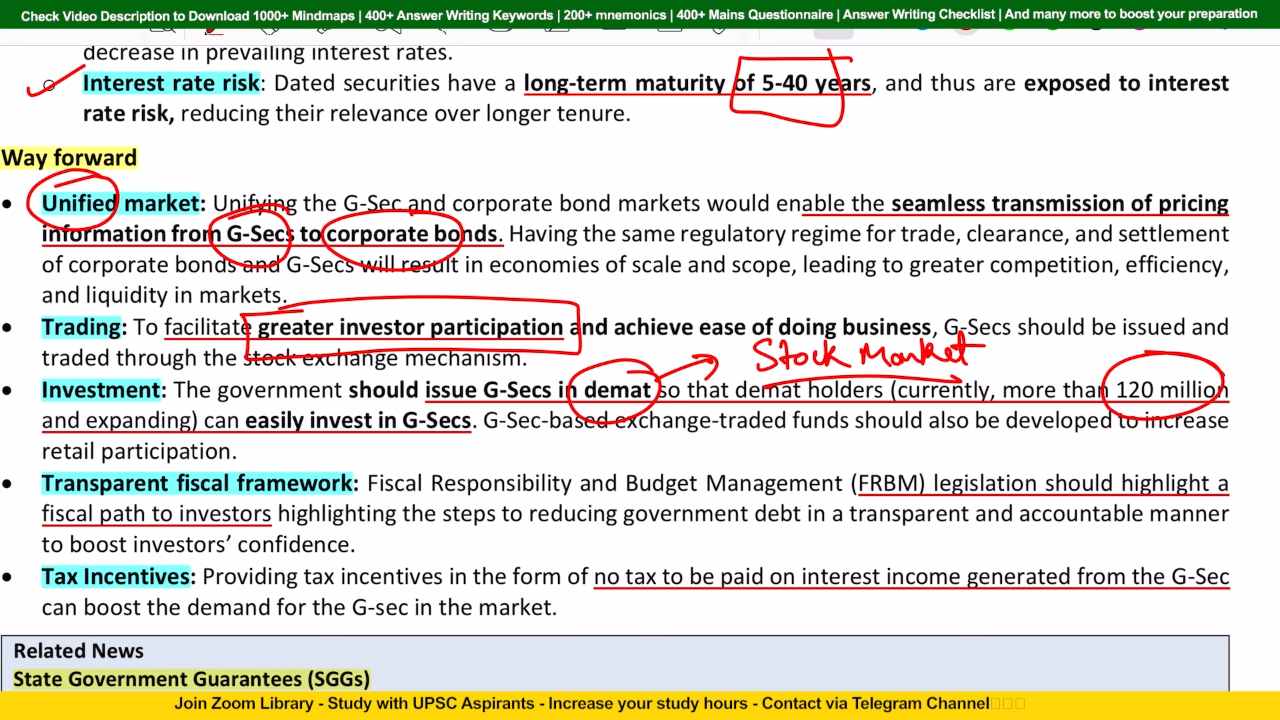 Check Video Description to Download 1000+ Mindmaps | 400+ Answer Writing Keywords | 200+ mnemonics | 400+ Mains Questionnaire | Answer Writing Checklist | And many more to boost your preparation
decrease in prevailing interest rates.
Interest rate risk: Dated securities have a long-term maturity of 5-40 years, and thus are exposed to interest
rate risk, reducing their relevance over longer tenure.
Way forward
• Unified market: Unifying the G-Sec and corporate bond markets would enable the seamless transmission of pricing
information from G-Secs to corporate bonds. Having the same regulatory regime for trade, clearance, and settlement
of corporate bonds and G-Secs will result in economies of scale and scope, leading to greater competition, efficiency,
and liquidity in markets.
• Trading: To facilitate greater investor participation and achieve ease of doing business, G-Secs should be issued and
traded through the stock exchange mechanism.
Stock Market
• Investment: The government should issue G-Secs in demat so that demat holders (currently, more than 120 million
and expanding) can easily invest in G-Secs. G-Sec-based exchange-traded funds should also be developed to increase
retail participation.
• Transparent fiscal framework: Fiscal Responsibility and Budget Management (FRBM) legislation should highlight a
fiscal path to investors highlighting the steps to reducing government debt in a transparent and accountable manner
to boost investors’ confidence.
• Tax Incentives: Providing tax incentives in the form of no tax to be paid on interest income generated from the G-Sec
can boost the demand for the G-sec in the market.
Related News
State Government Guarantees (SGGs)
Join Zoom Library - Study with UPSC Aspirants - Increase your study hours - Contact via Telegram Channel